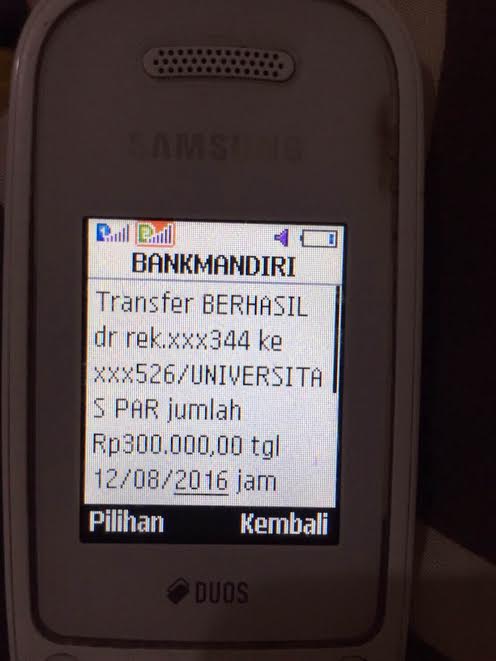 SAMSUNG
BANKMANDIRI
Transfer BERHASIL
dr rek.xxx344 ke
xxx526/UNIVERSITA
S PAR jumlah
Rp300.000,00 tgl
12/08/2016 jam
Pilihan Kembali
DUOS